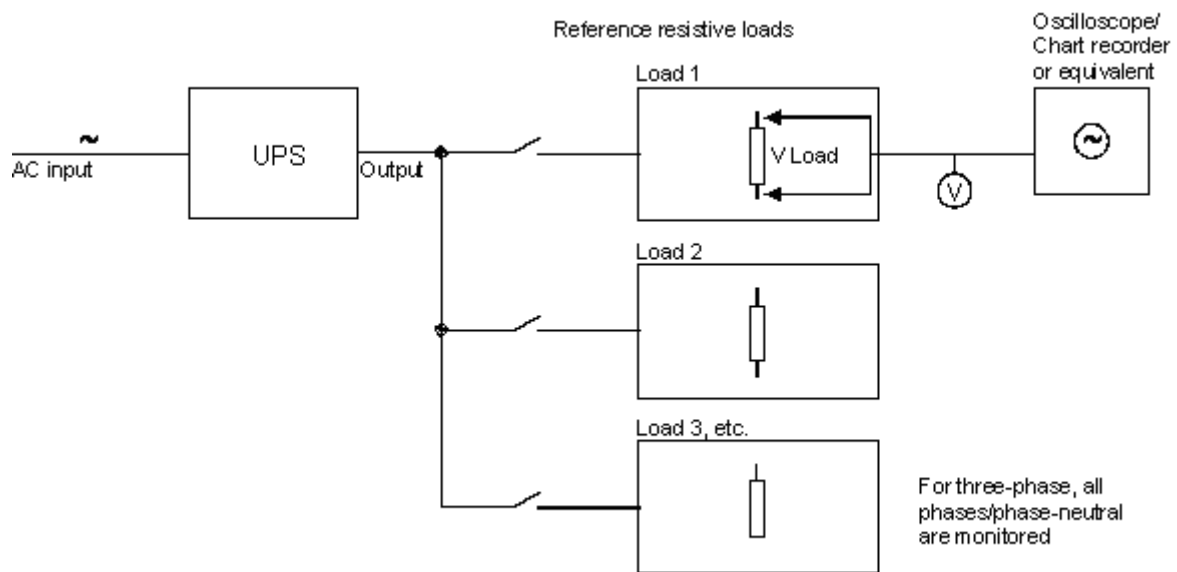 Reference resistive loads
Oscilloscope/
Chart recorder
or equivalent
Load 1
~
AC input
UPS
Output
V Load
V
~
Load 2
Load 3, etc.
For three-phase, all
phases/phase-neutral
are monitored